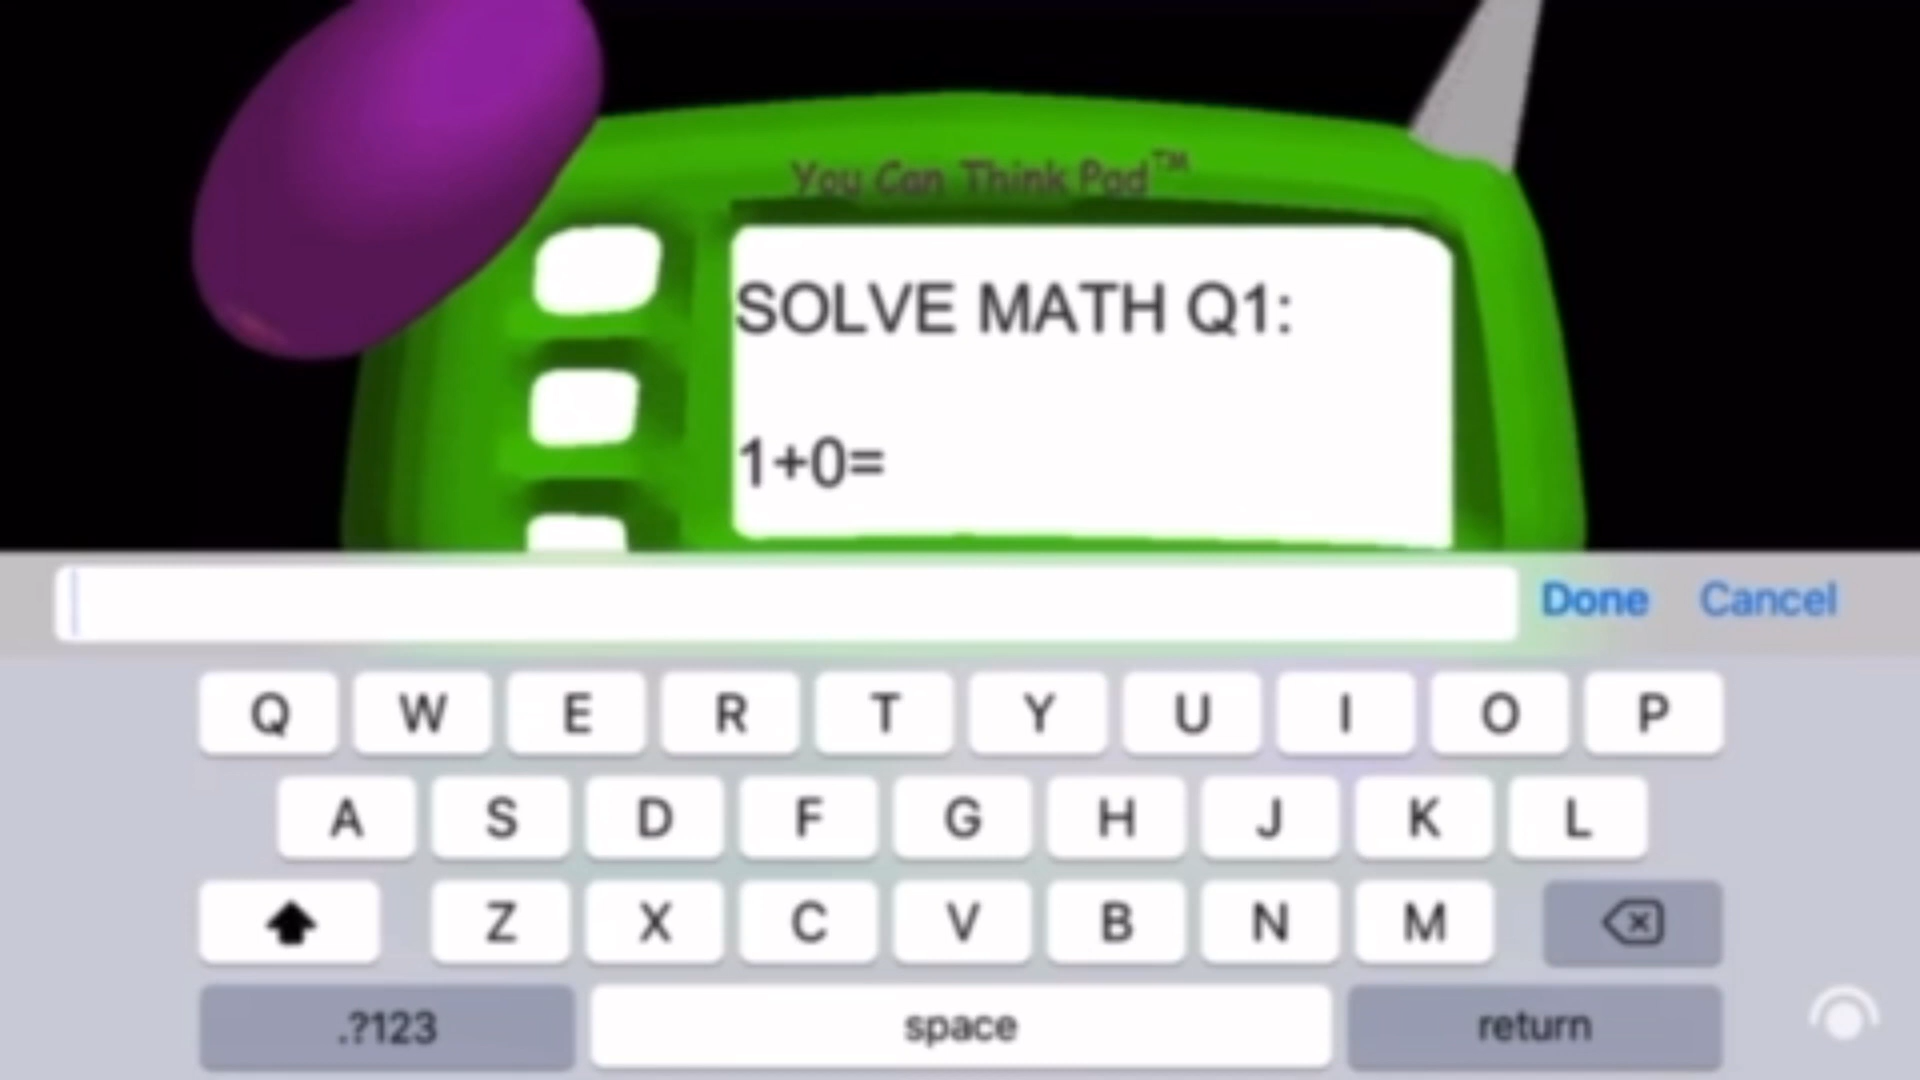 You Can Think Pad™
SOLVE MATH Q1:
1+0=
Done Cancel
Q W E R T Y U I O P
A S D F G H J K L
Z X C V B N M
.?123 space return